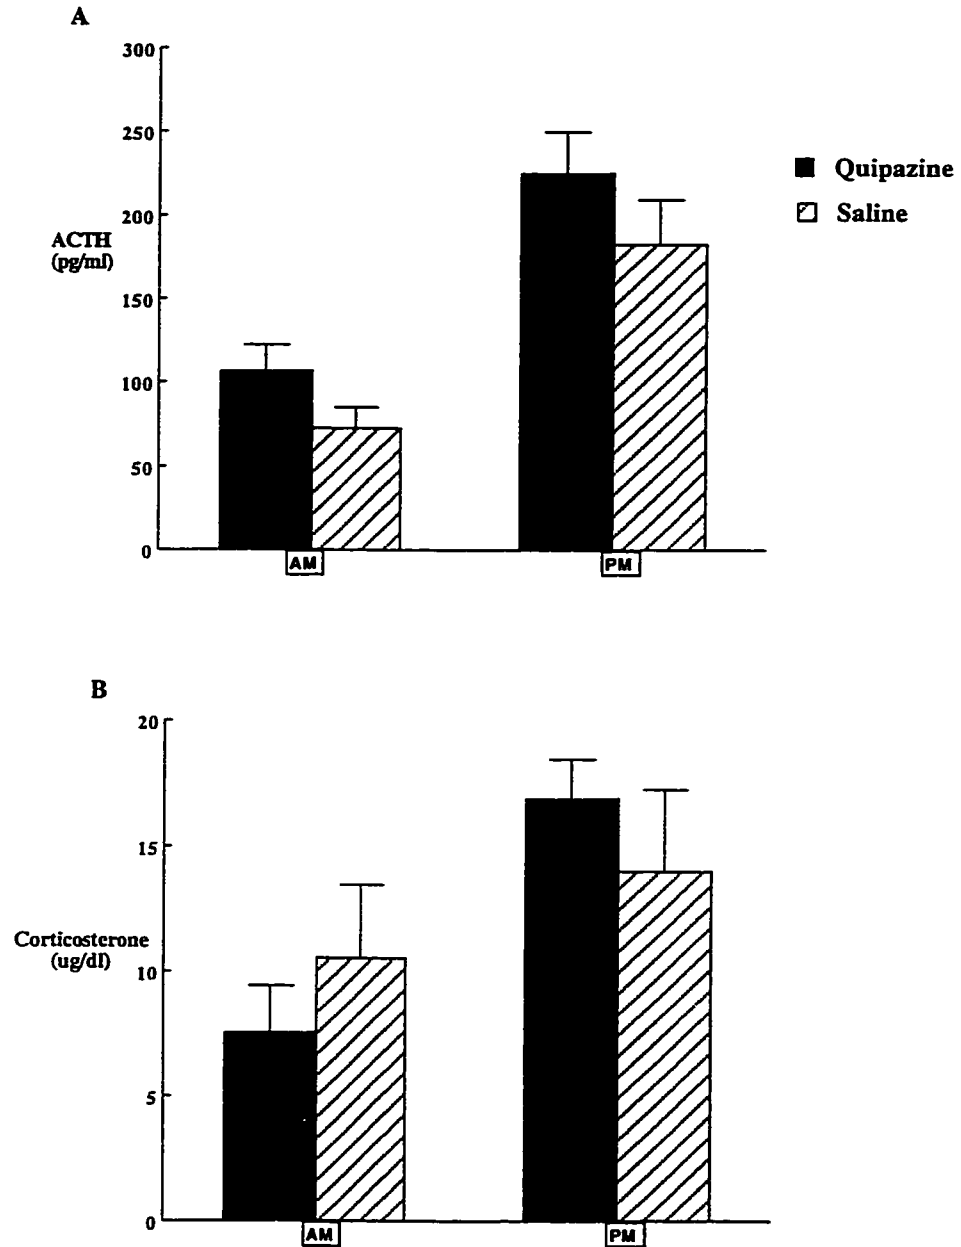 A
300
250
200
150
100
50
0
ACTH
(pg/ml)
AM
PM
Quipazine
Saline
B
20
15
10
5
0
Corticosterone
(ug/dl)
AM
PM